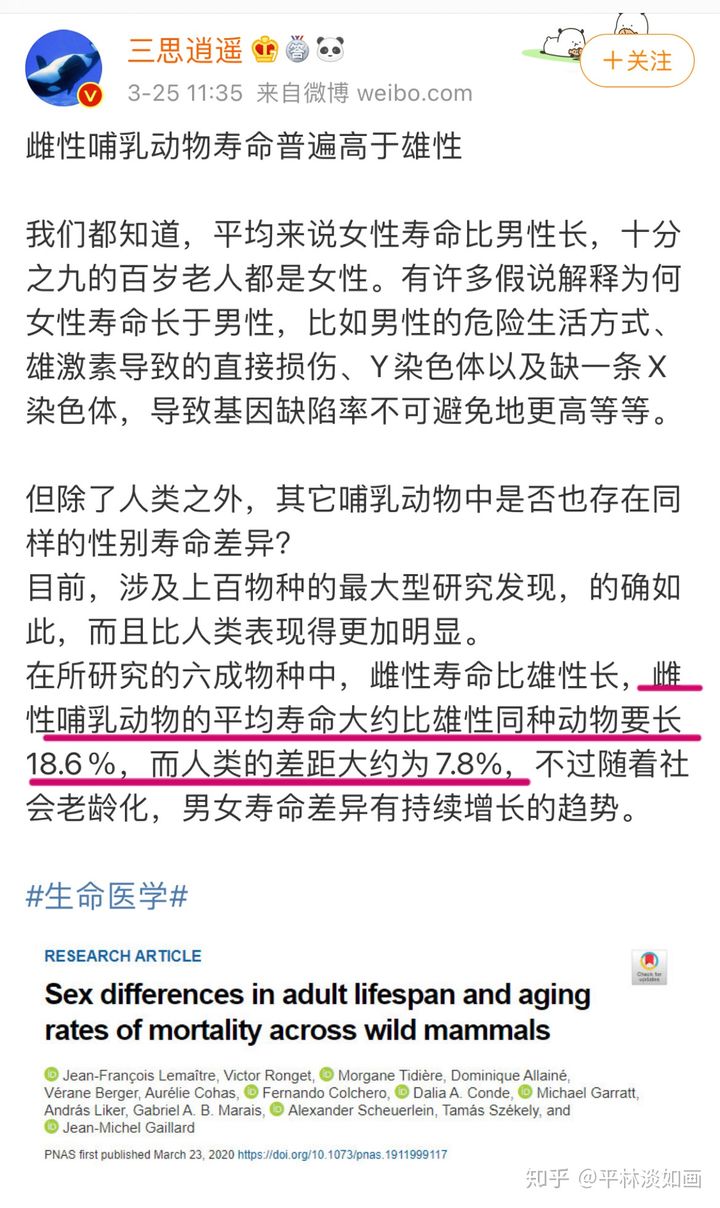 三思逍遥
+关注
3-25 11:35 来自微博 weibo.com
雌性哺乳动物寿命普遍高于雄性
我们都知道，平均来说女性寿命比男性长，十分
之九的百岁老人都是女性。有许多假说解释为何
女性寿命长于男性，比如男性的危险生活方式、
雄激素导致的直接损伤、Y染色体以及缺一条X
染色体，导致基因缺陷率不可避免地更高等等。
但除了人类之外，其它哺乳动物中是否也存在同
样的性别寿命差异?
目前，涉及上百物种的最大型研究发现，的确如
此，而且比人类表现得更加明显。
在所研究的六成物种中，雌性寿命比雄性长，雌
性哺乳动物的平均寿命大约比雄性同种动物要长
18.6%，而人类的差距大约为7.8%，不过随着社
会老龄化，男女寿命差异有持续增长的趋势。
#生命医学#
RESEARCH ARTICLE
Check for
updates
Sex differences in adult lifespan and aging
rates of mortality across wild mammals
Jean-François Lemaître, Victor Ronget, Morgane Tidière, Dominique Allainé,
Vérane Berger, Aurélie Cohas, Fernando Colchero, Dalia A. Conde, Michael Garratt,
András Liker, Gabriel A. B. Marais, Alexander Scheuerlein, Tamás Székely, and
Jean-Michel Gaillard
PNAS first published March 23, 2020 https://doi.org/10.1073/pnas.1911999117
知乎 @平林淡如画